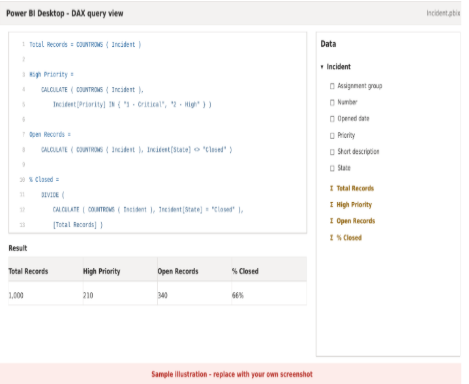 Power BI Desktop - DAX query view
Incident.pbix
1 Total Records = COUNTROWS ( Incident )
2
3 High Priority =
4 CALCULATE ( COUNTROWS ( Incident ),
5 Incident[Priority] IN { "1 - Critical", "2 - High" } )
6
7 Open Records =
8 CALCULATE ( COUNTROWS ( Incident ), Incident[State] <> "Closed" )
9
10 % Closed =
11 DIVIDE (
12 CALCULATE ( COUNTROWS ( Incident ), Incident[State] = "Closed" ),
13 [Total Records] )
Result
Total Records High Priority Open Records % Closed
1,000 210 340 66%
Data
Incident
Assignment group
Number
Opened date
Priority
Short description
State
Σ Total Records
Σ High Priority
Σ Open Records
Σ % Closed
Sample illustration - replace with your own screenshot